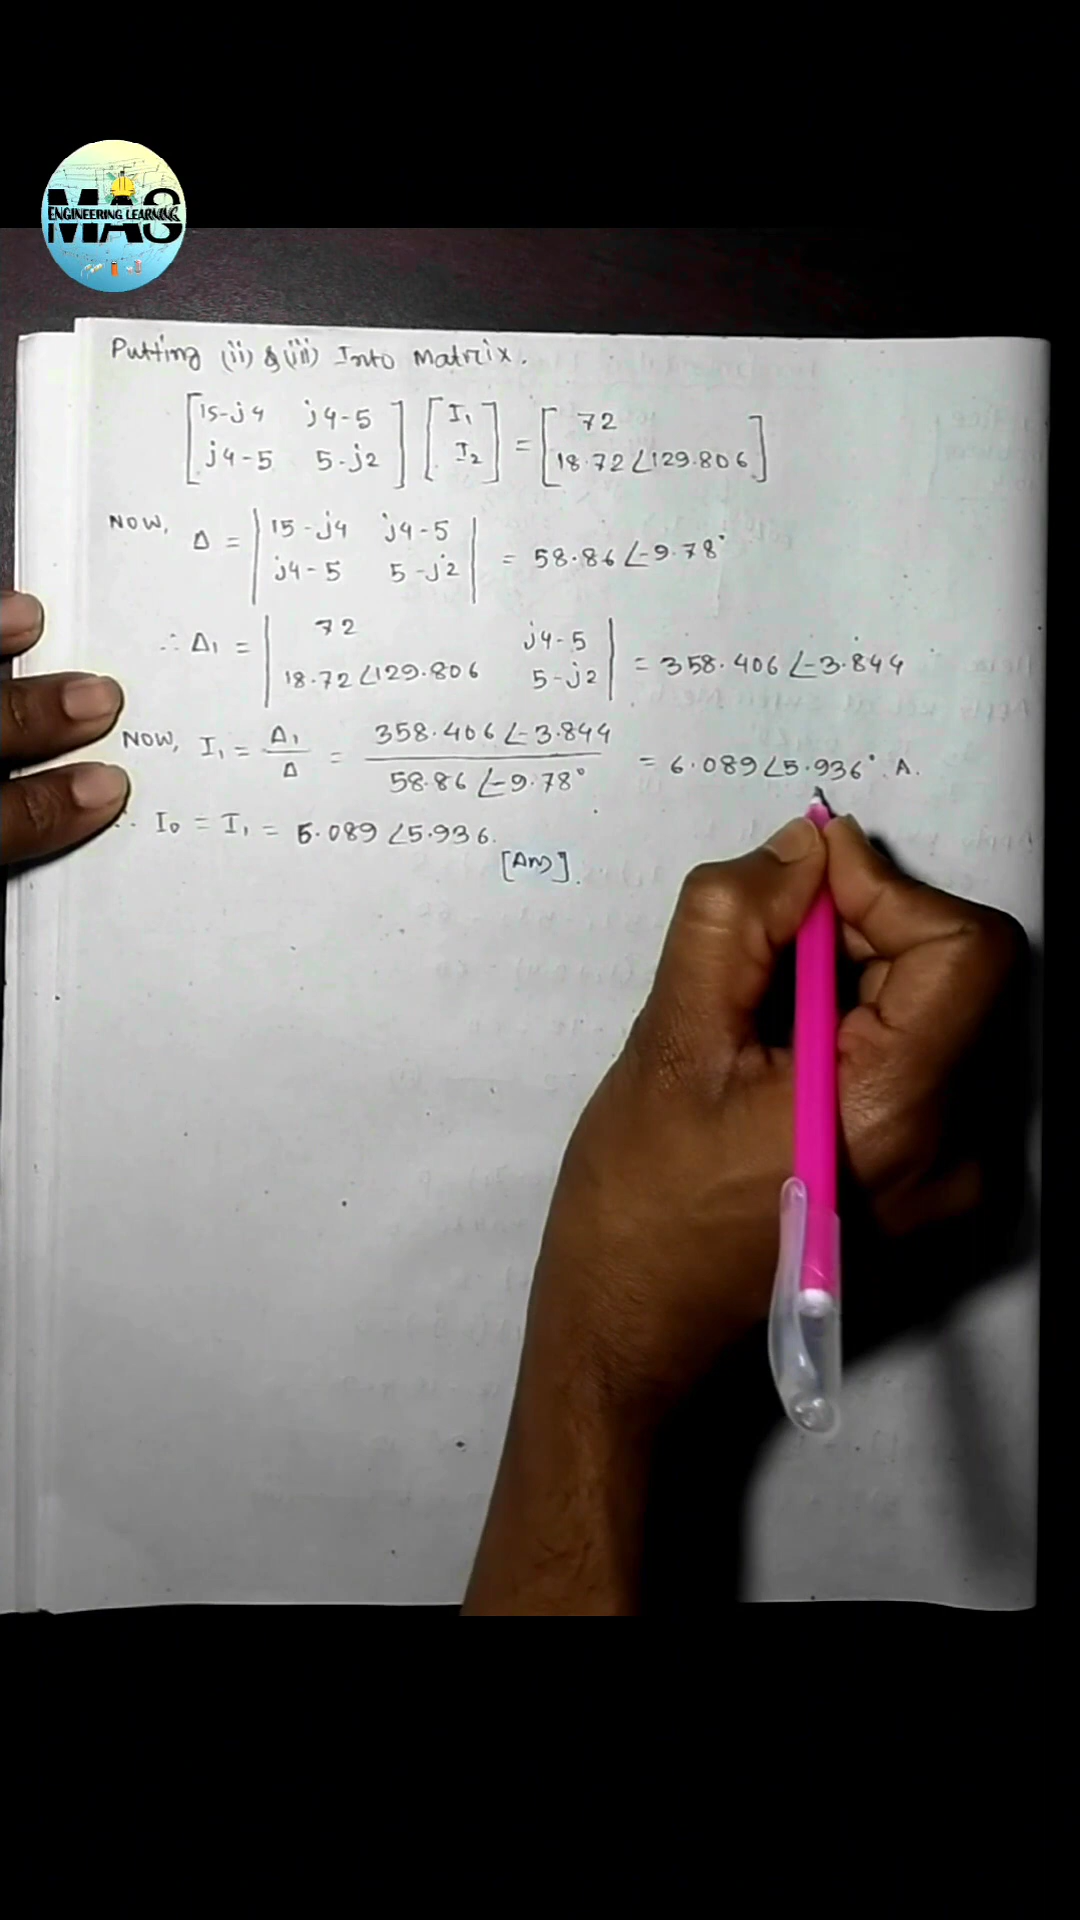 MAS
ENGINEERING LEARNING
Putting (ii) & (iii) Into Matrix.
[15-j4 j4-5] [I₁] = [72]
[j4-5 5-j2] [I₂] [18.72∠129.806]
NOW, Δ = |15-j4 j4-5| = 58.86∠-9.78°
|j4-5 5-j2|
∴ Δ₁ = |72 j4-5| = 358.406∠-3.844
|18.72∠129.806 5-j2|
NOW, I₁ = Δ₁/Δ = 358.406∠-3.844 / 58.86∠-9.78° = 6.089∠5.936° A.
∴ I₀ = I₁ = 6.089∠5.936.
[Ans].